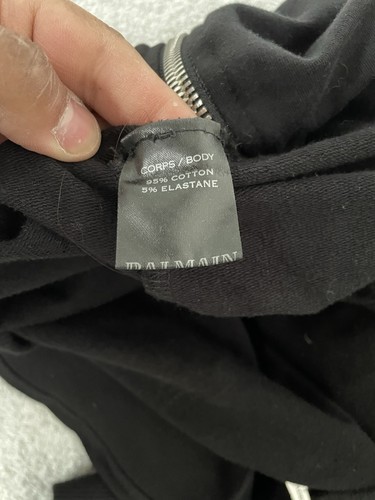 CORPS / BODY
95% COTTON
5% ELASTANE
BALMAIN